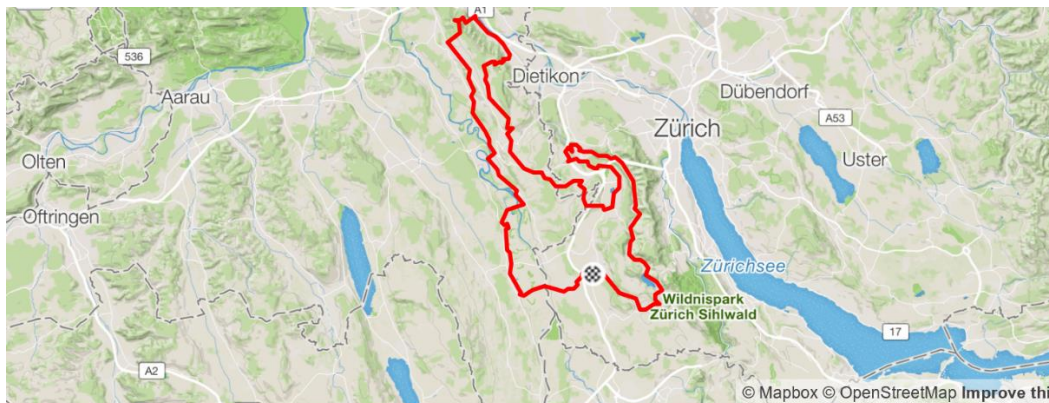 A1
536
Dietikon
Aarau
Dübendorf
A53
Zürich
Olten
Uster
Oftringen
Zürichsee
Wildnispark
Zürich Sihlwald
17
A2
© Mapbox © OpenStreetMap Improve thi